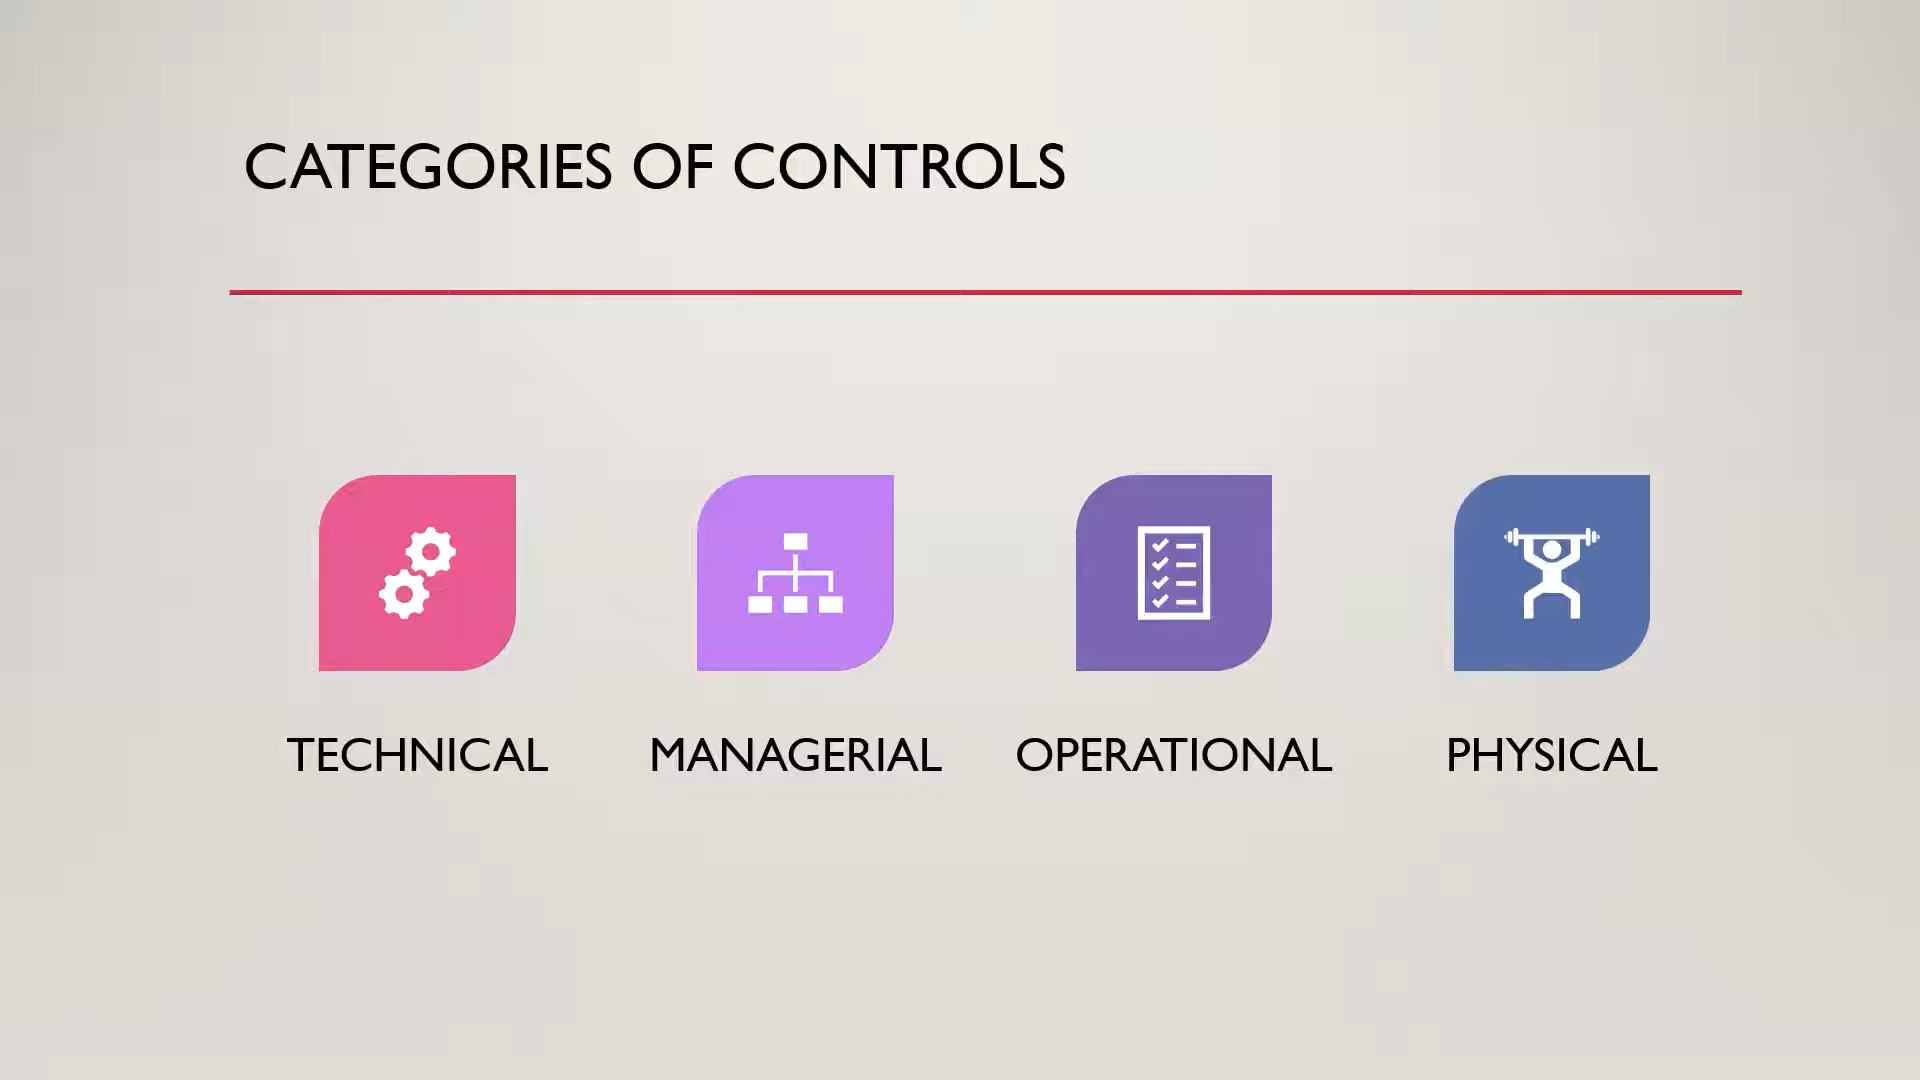 CATEGORIES OF CONTROLS
TECHNICAL
MANAGERIAL
OPERATIONAL
PHYSICAL